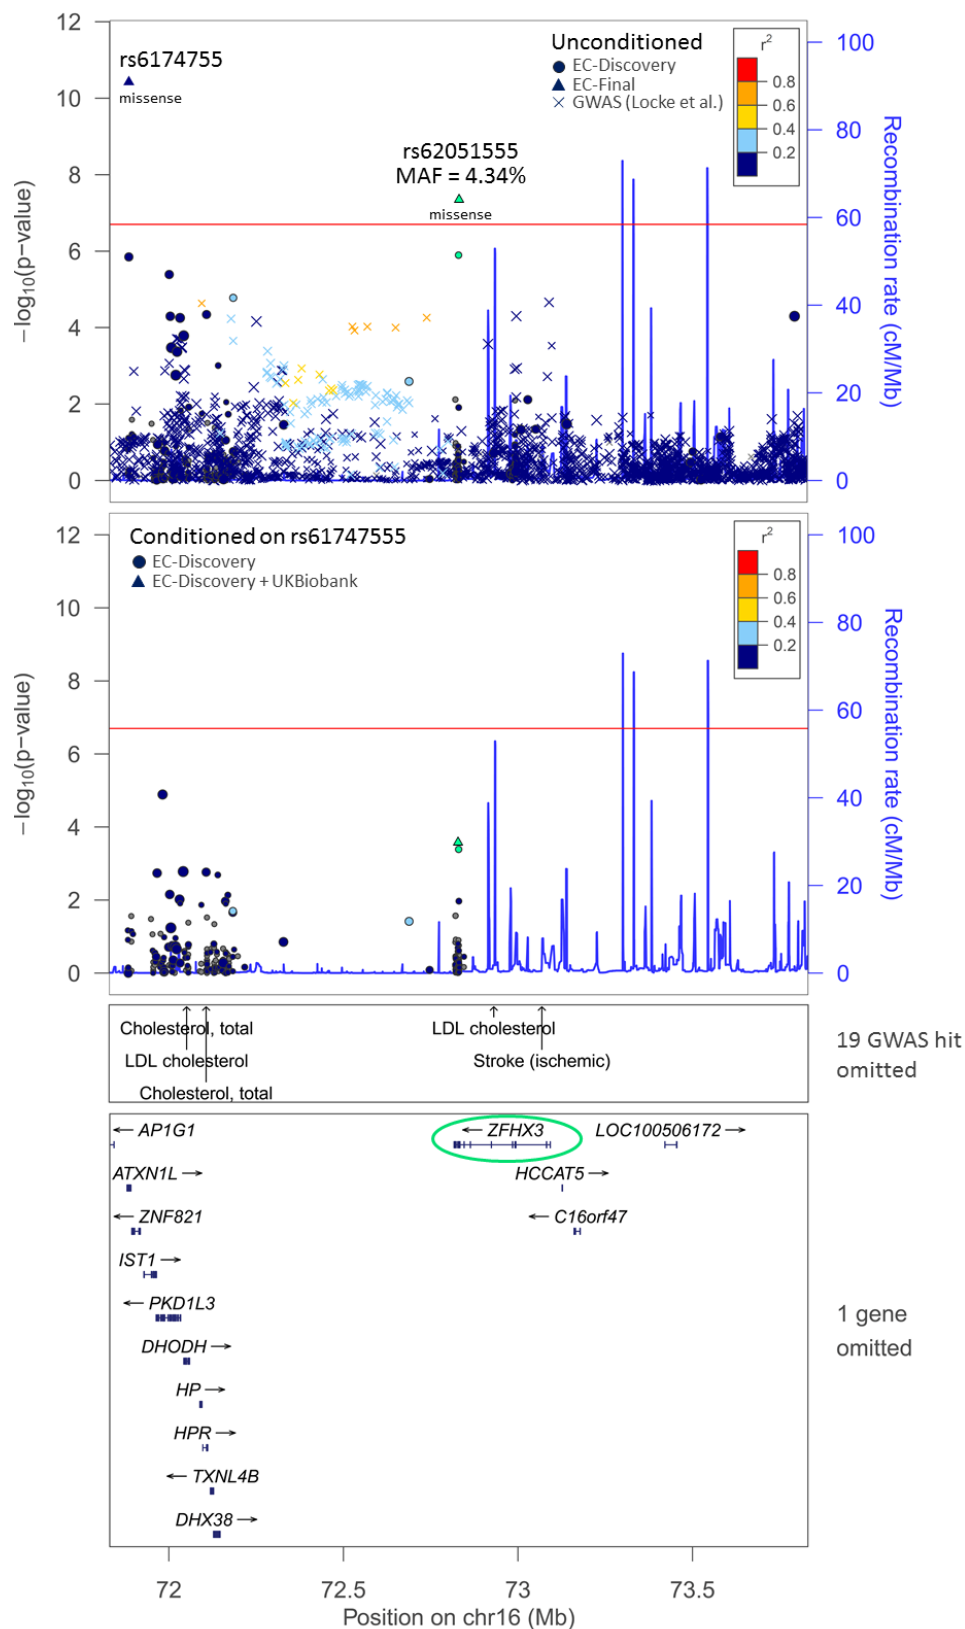 12
10
8
6
4
2
0
−log10(p−value)
rs6174755
missense
rs62051555
MAF = 4.34%
missense
Unconditioned
EC-Discovery
EC-Final
GWAS (Locke et al.)
r2
0.8
0.6
0.4
0.2
100
80
60
40
20
0
Recombination rate (cM/Mb)
12
10
8
6
4
2
0
−log10(p−value)
Conditioned on rs61747555
EC-Discovery
EC-Discovery + UKBiobank
r2
0.8
0.6
0.4
0.2
100
80
60
40
20
0
Recombination rate (cM/Mb)
Cholesterol, total
LDL cholesterol
LDL cholesterol
Stroke (ischemic)
Cholesterol, total
19 GWAS hit
omitted
← AP1G1
← ZFHX3
LOC100506172 →
ATXN1L →
HCCAT5 →
← ZNF821
← C16orf47
IST1 →
← PKD1L3
DHODH →
HP →
HPR →
← TXNL4B
DHX38 →
1 gene
omitted
72
72.5
73
73.5
Position on chr16 (Mb)